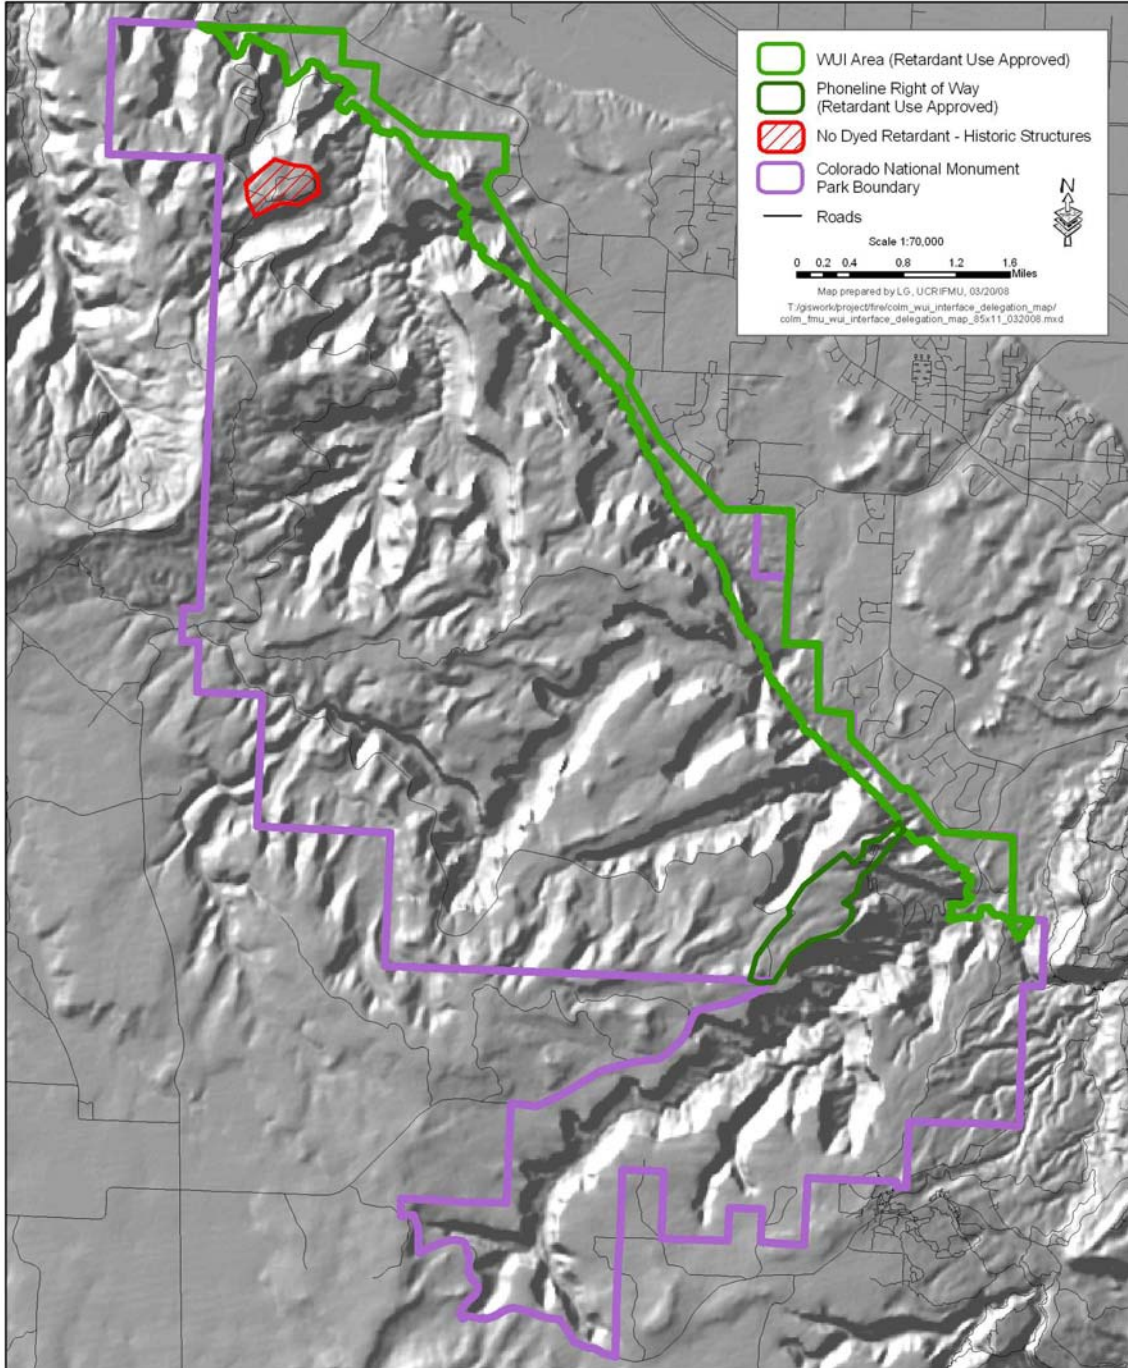 WUI Area (Retardant Use Approved)
Phoneline Right of Way
(Retardant Use Approved)
No Dyed Retardant - Historic Structures
Colorado National Monument
Park Boundary
Roads
N
Scale 1:70,000
0 0.2 0.4 0.8 1.2 1.6
Miles
Map prepared by LG, UCRIFMU, 03/20/08
T:/giswork/project/fire/colm_wui_interface_delegation_map/
colm_fmu_wui_interface_delegation_map_85x11_032008.mxd